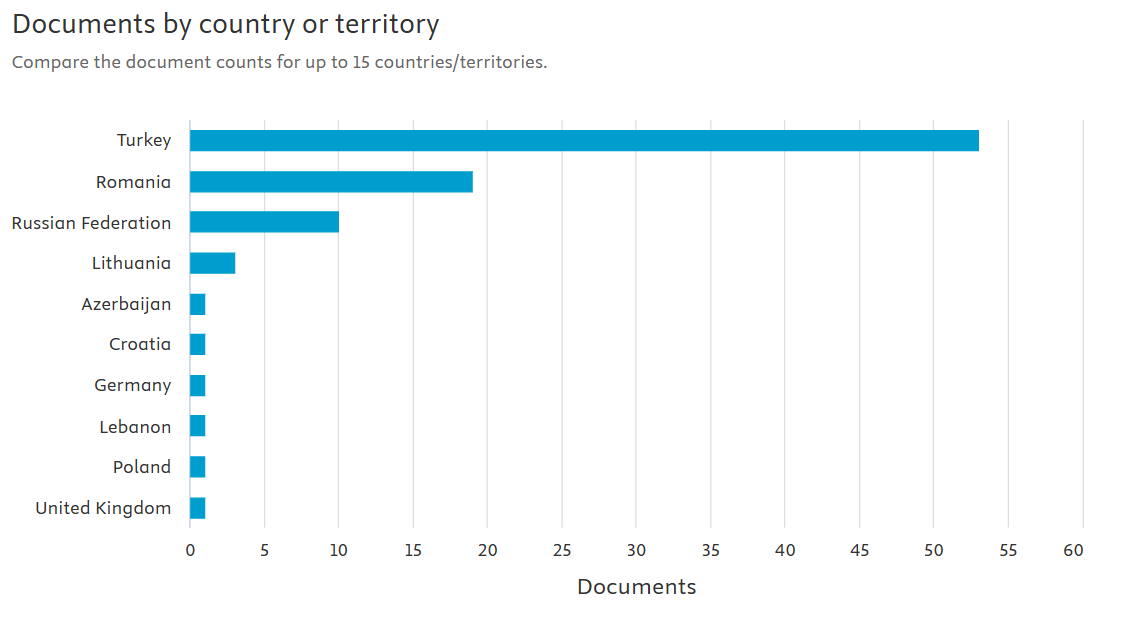 Documents by country or territory
Compare the document counts for up to 15 countries/territories.
Turkey
Romania
Russian Federation
Lithuania
Azerbaijan
Croatia
Germany
Lebanon
Poland
United Kingdom
0 5 10 15 20 25 30 35 40 45 50 55 60
Documents